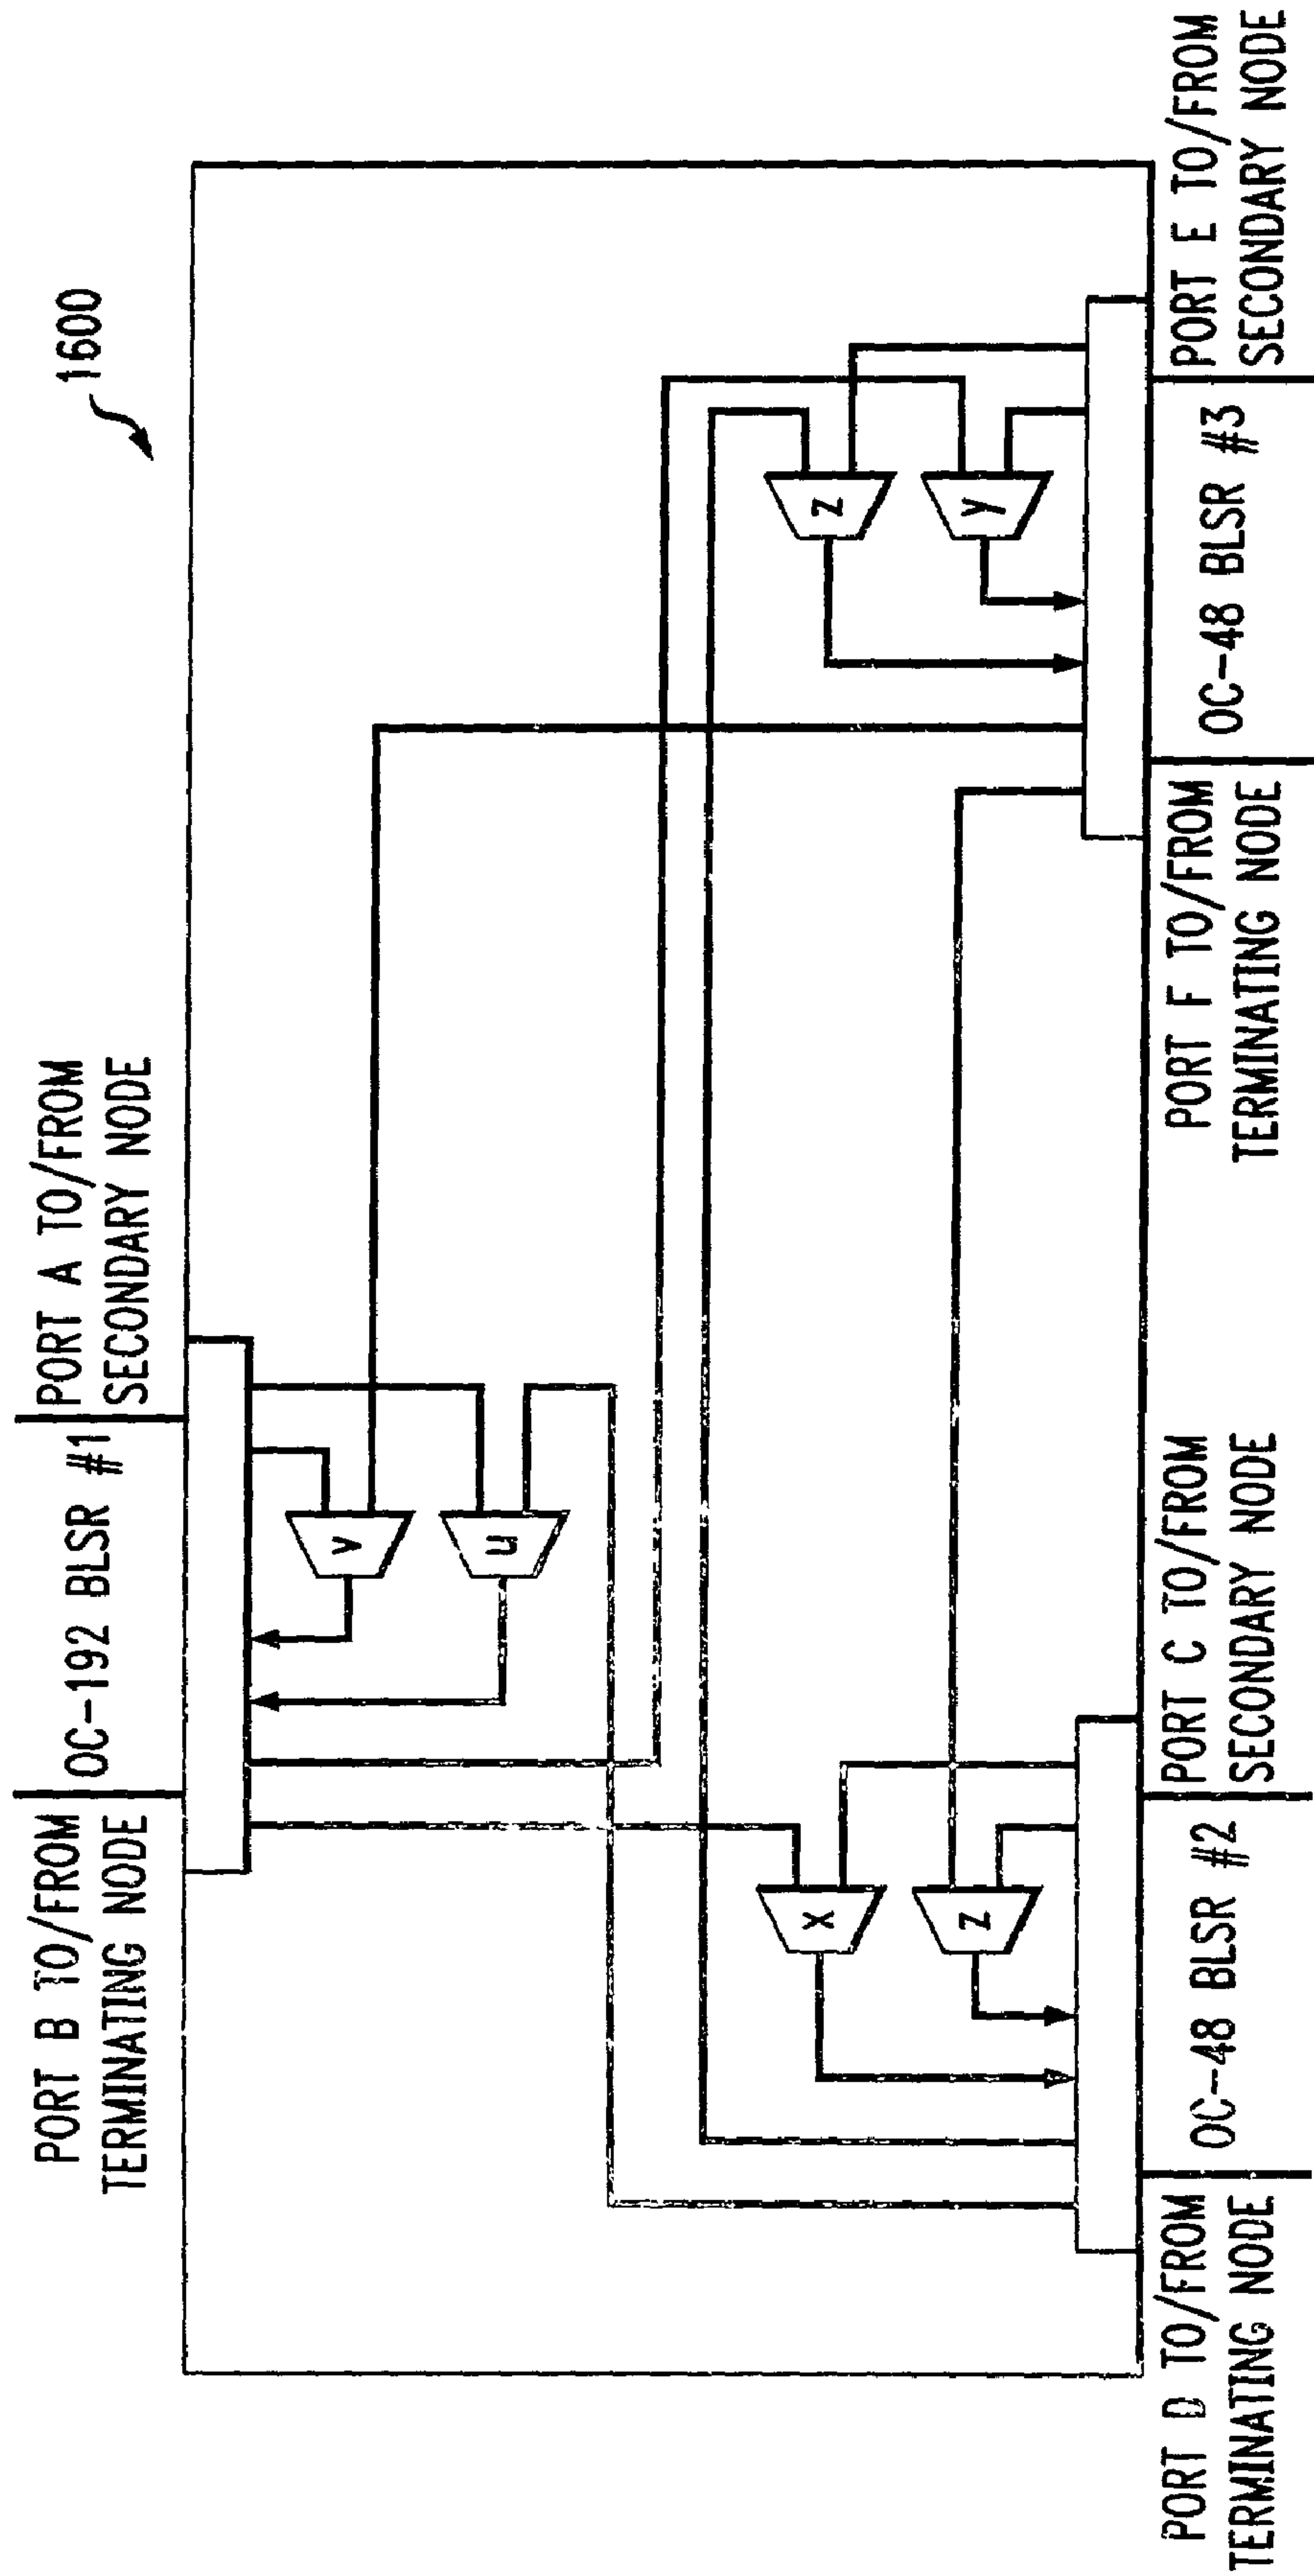 1600
PORT B TO/FROM
TERMINATING NODE
OC-192 BLSR #1
PORT A TO/FROM
SECONDARY NODE
v
u
x
z
z
y
PORT D TO/FROM
TERMINATING NODE
OC-48 BLSR #2
PORT C TO/FROM
SECONDARY NODE
PORT F TO/FROM
TERMINATING NODE
OC-48 BLSR #3
PORT E TO/FROM
SECONDARY NODE